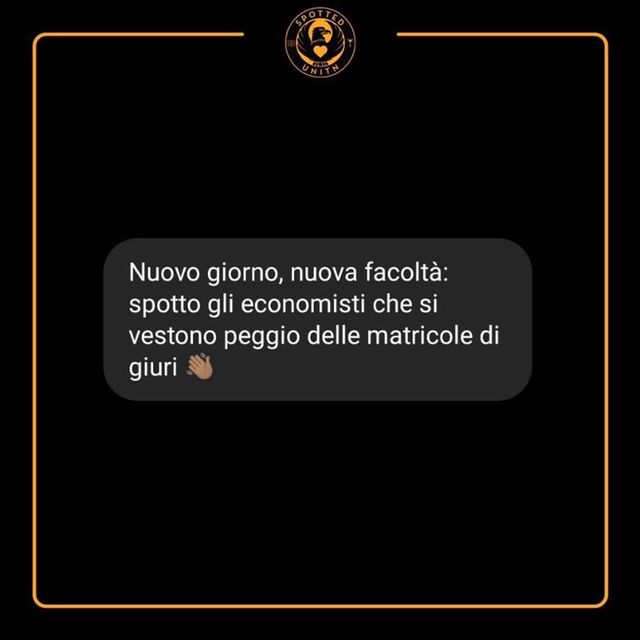 SPOTTED
UNITN
Nuovo giorno, nuova facoltà:
spotto gli economisti che si
vestono peggio delle matricole di
giuri 👋🏽